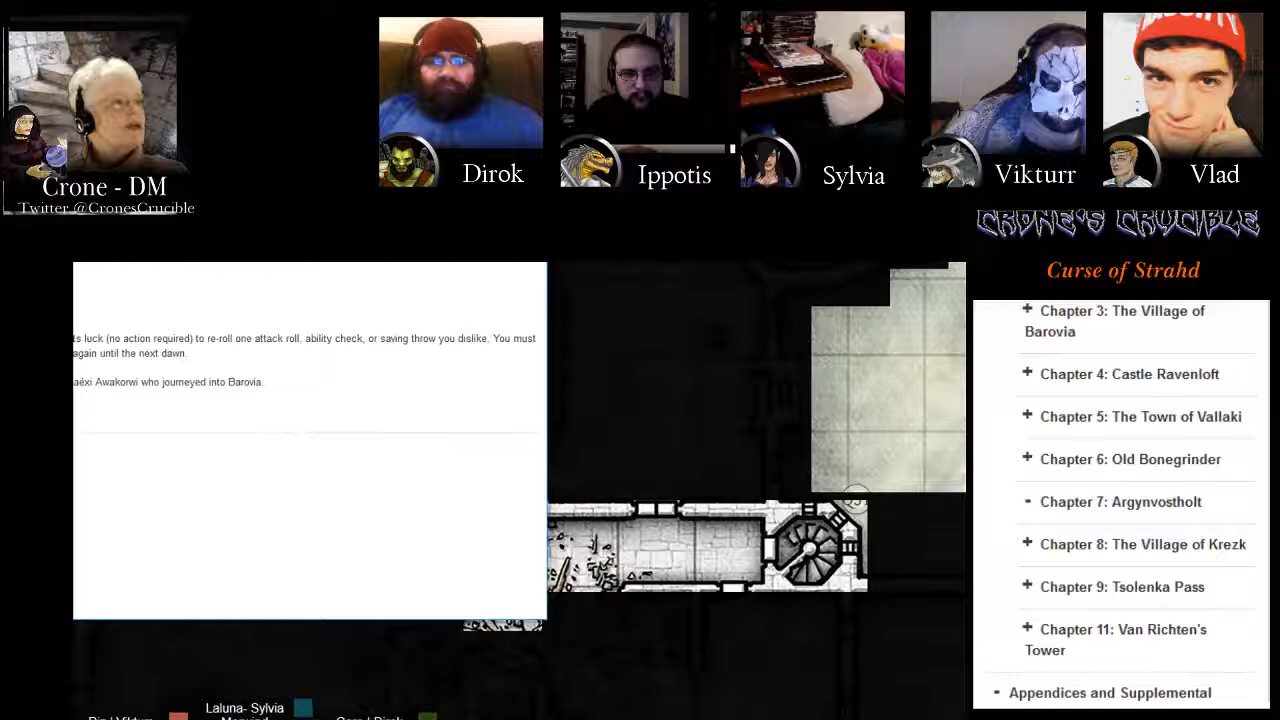 Crone - DM
Twitter @CronesCrucible
Dirok
Ippotis
Sylvia
Vikturr
Vlad
CRONE'S CRUCIBLE
Curse of Strahd
ts luck (no action required) to re-roll one attack roll, ability check, or saving throw you dislike. You must
again until the next dawn.
Awakorwi who journeyed into Barovia.
+ Chapter 3: The Village of
Barovia
+ Chapter 4: Castle Ravenloft
+ Chapter 5: The Town of Vallaki
+ Chapter 6: Old Bonegrinder
- Chapter 7: Argynvostholt
+ Chapter 8: The Village of Krezk
+ Chapter 9: Tsolenka Pass
+ Chapter 11: Van Richten's
Tower
- Appendices and Supplemental
Laluna- Sylvia